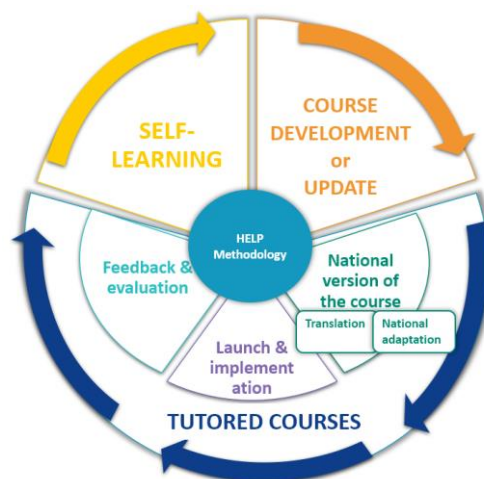 SELF-
LEARNING
COURSE
DEVELOPMENT
or
UPDATE
HELP
Methodology
Feedback &
evaluation
National
version of
the course
Translation
National
adaptation
Launch &
implement
ation
TUTORED COURSES